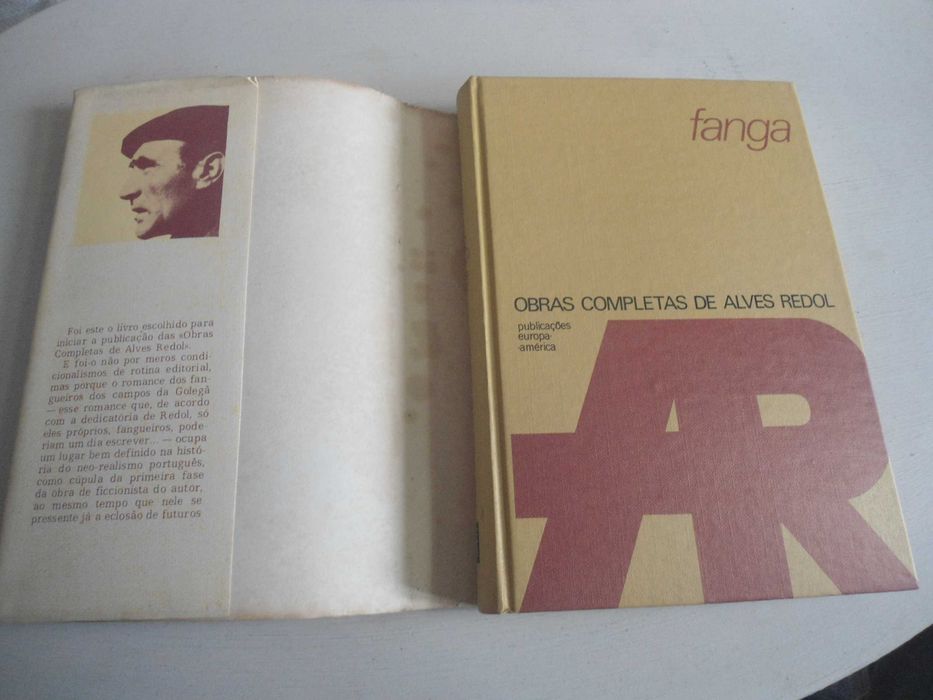 Foi este o livro escolhido para
iniciar a publicação das «Obras
Completas de Alves Redol».
E foi-o não por meros condi-
cionalismos de rotina editorial,
mas porque o romance dos fan-
gueiros dos campos da Golegã
— esse romance que, de acordo
com a dedicatória de Redol, só
eles próprios, fangueiros, pode-
riam um dia escrever... — ocupa
um lugar bem definido na histó-
ria do neo-realismo português,
como cúpula da primeira fase
da obra de ficcionista do autor,
ao mesmo tempo que nele se
pressente já a eclosão de futuros
fanga
OBRAS COMPLETAS DE ALVES REDOL
publicações
europa-
-américa
AR